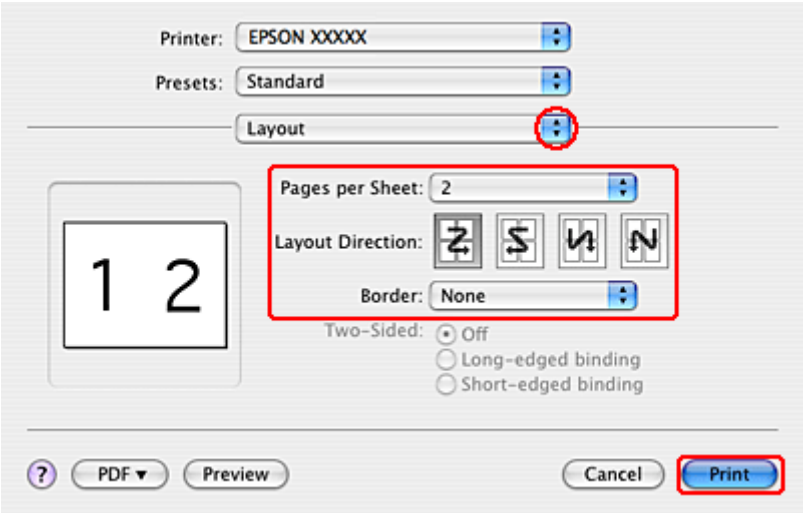 Printer: EPSON XXXXX
Presets: Standard
Layout
Pages per Sheet: 2
Layout Direction:
1 2
Border: None
Two-Sided: Off
Long-edged binding
Short-edged binding
? PDF ▼ Preview Cancel Print